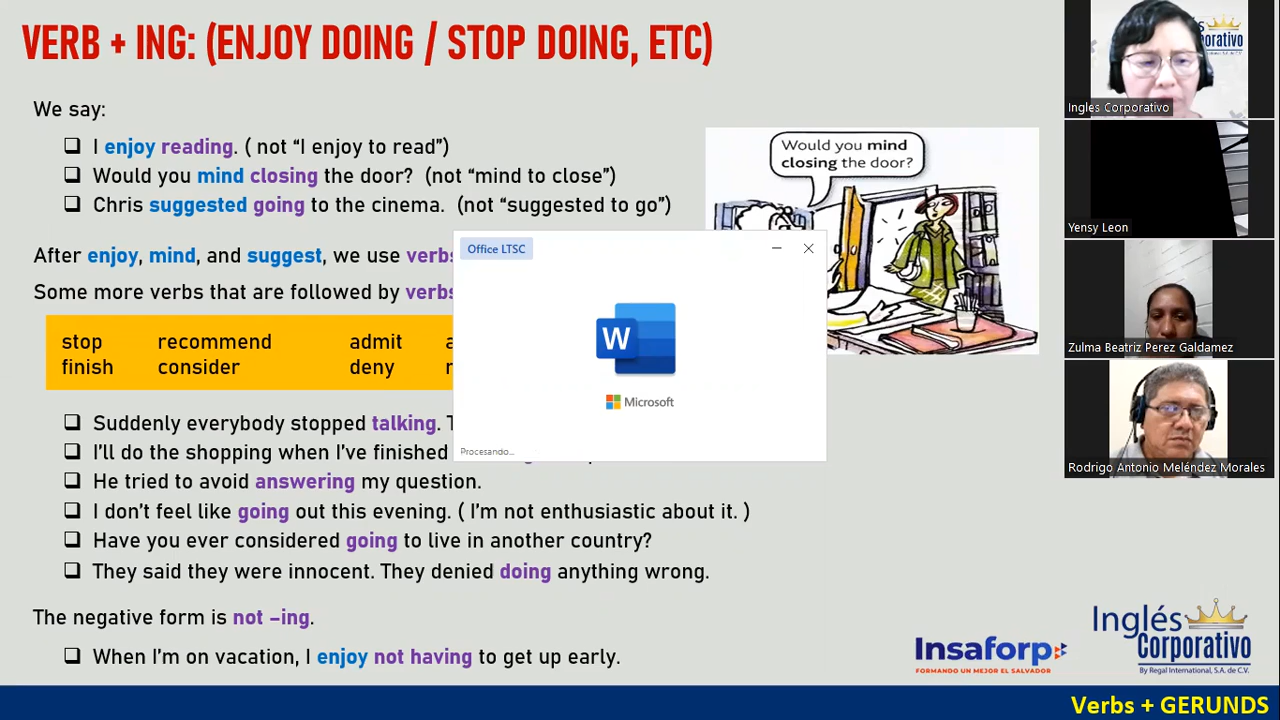 VERB + ING: (ENJOY DOING / STOP DOING, ETC)
We say:
I enjoy reading. ( not “I enjoy to read”)
Would you mind closing the door? (not “mind to close”)
Chris suggested going to the cinema. (not “suggested to go”)
Would you mind
closing the door?
After enjoy, mind, and suggest, we use verbs
Some more verbs that are followed by verbs
stop recommend admit
finish consider deny
Suddenly everybody stopped talking.
I’ll do the shopping when I’ve finished
He tried to avoid answering my question.
I don’t feel like going out this evening. ( I’m not enthusiastic about it. )
Have you ever considered going to live in another country?
They said they were innocent. They denied doing anything wrong.
The negative form is not –ing.
When I’m on vacation, I enjoy not having to get up early.
Office LTSC
W
Microsoft
Procesando...
Ingles Corporativo
Yensy Leon
Zulma Beatriz Perez Galdamez
Rodrigo Antonio Meléndez Morales
Insaforp
FORMANDO UN MEJOR EL SALVADOR
Inglés
Corporativo
By Regal International, S.A. de C.V.
Verbs + GERUNDS